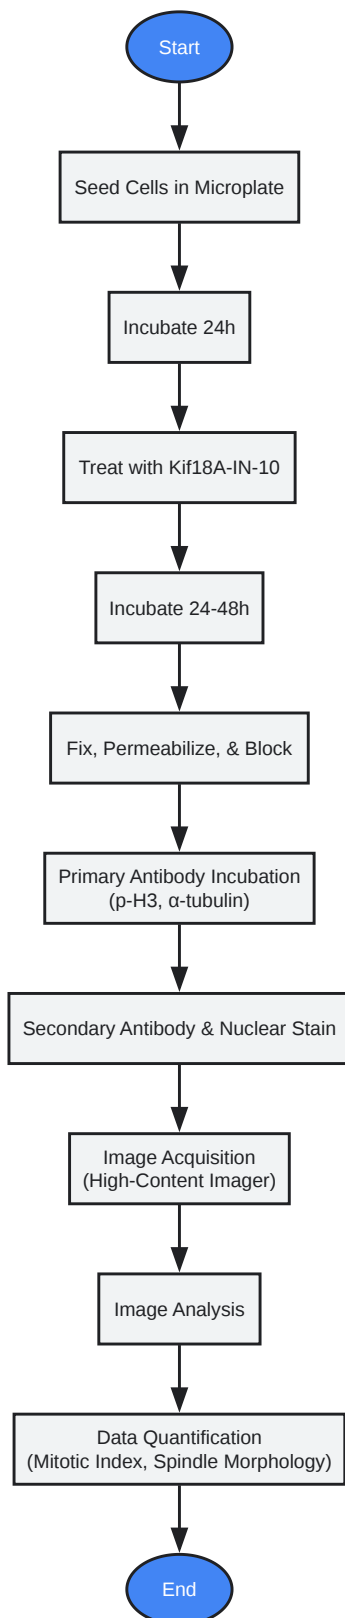 Start
Seed Cells in Microplate
Incubate 24h
Treat with Kif18A-IN-10
Incubate 24-48h
Fix, Permeabilize, & Block
Primary Antibody Incubation
(p-H3, α-tubulin)
Secondary Antibody & Nuclear Stain
Image Acquisition
(High-Content Imager)
Image Analysis
Data Quantification
(Mitotic Index, Spindle Morphology)
End